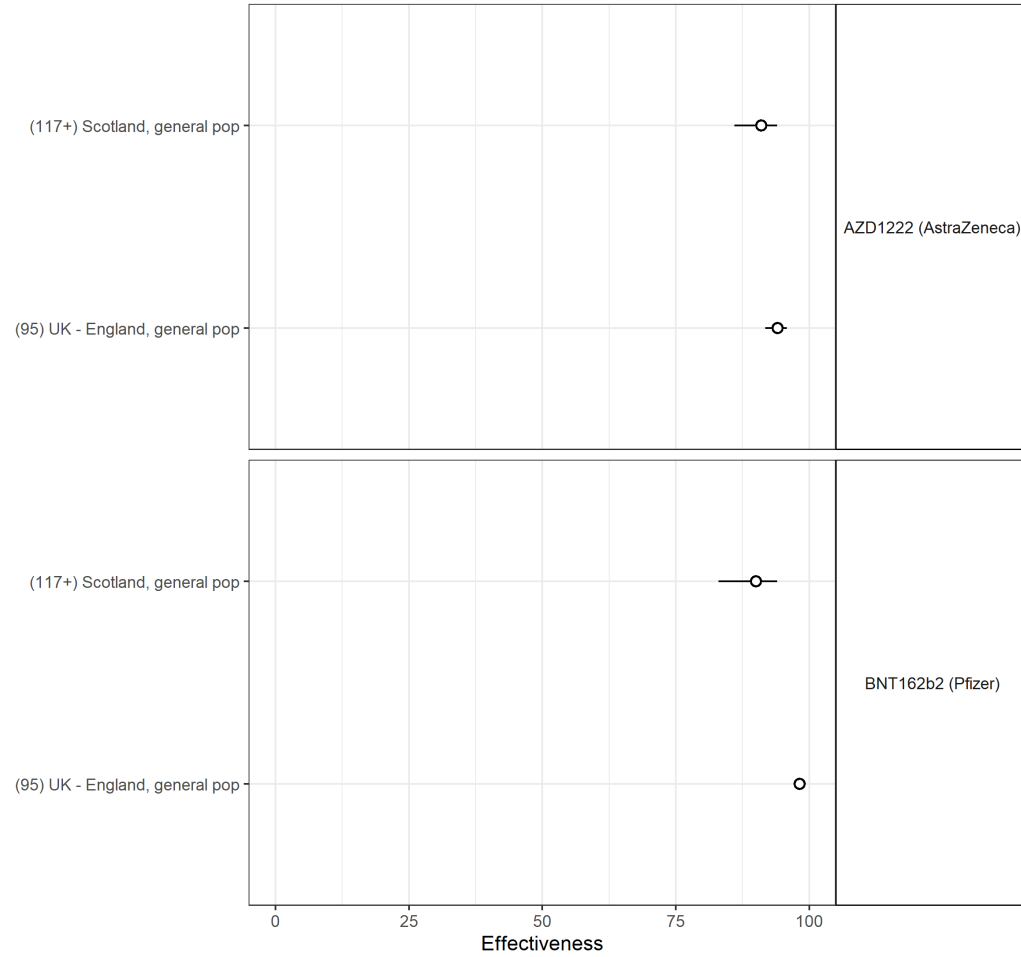 (117+) Scotland, general pop
AZD1222 (AstraZeneca)
(95) UK - England, general pop
(117+) Scotland, general pop
BNT162b2 (Pfizer)
(95) UK - England, general pop
0 25 50 75 100
Effectiveness